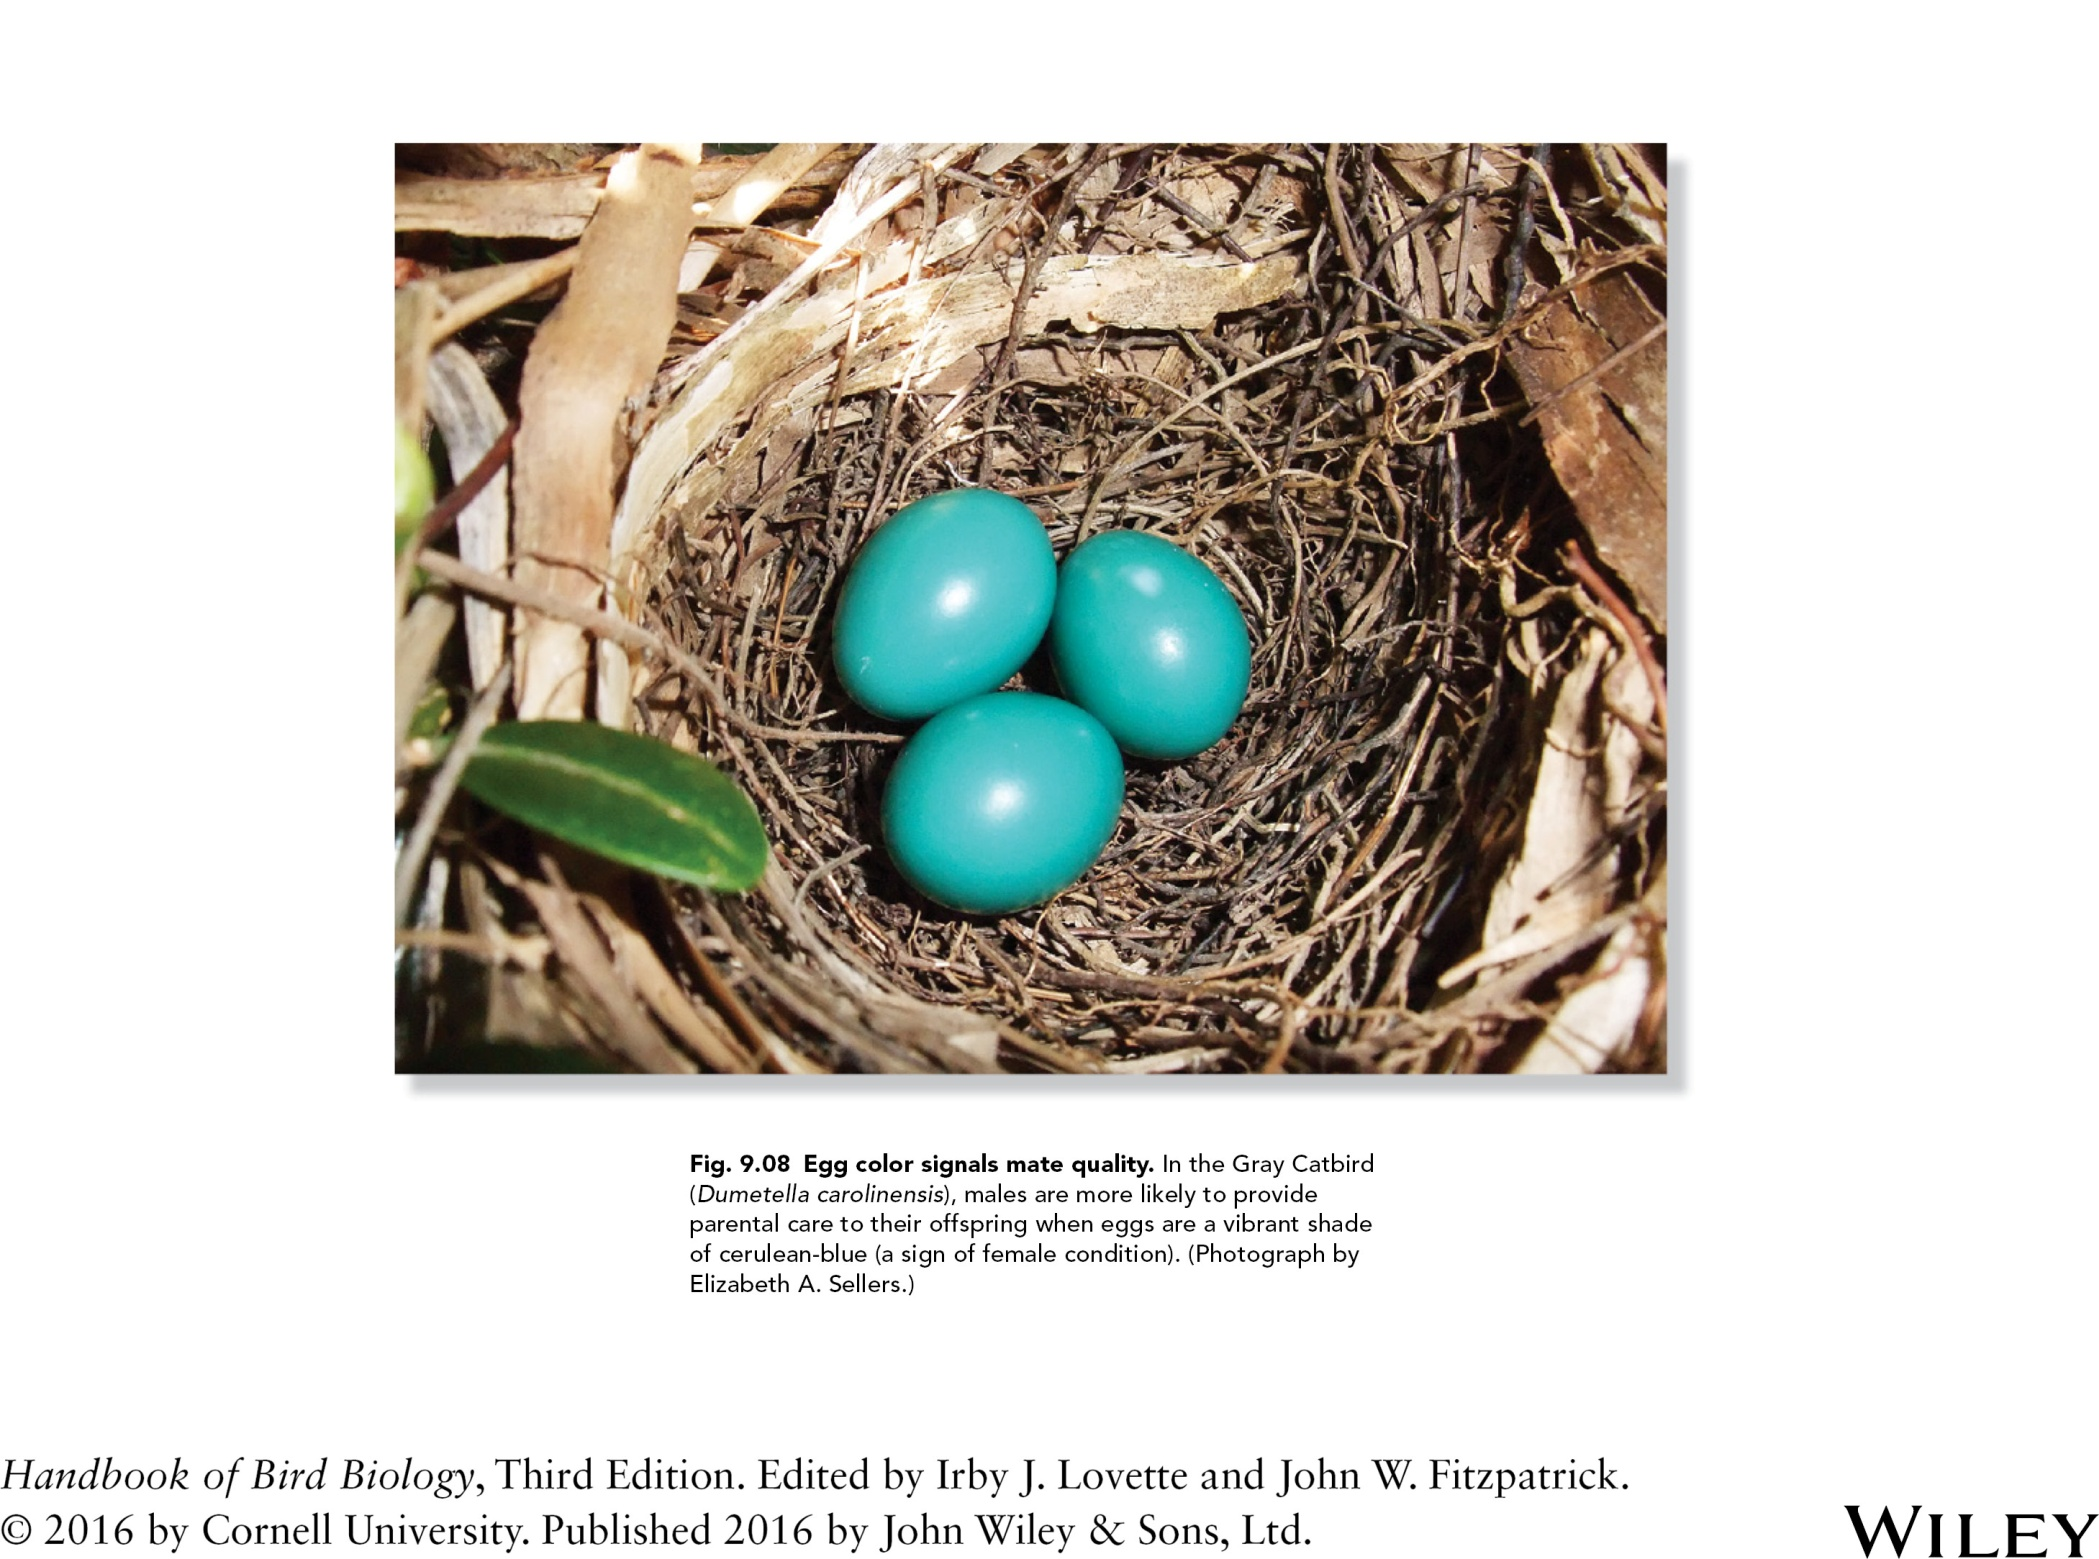 Fig. 9.08 Egg color signals mate quality. In the Gray Catbird
(Dumetella carolinensis), males are more likely to provide
parental care to their offspring when eggs are a vibrant shade
of cerulean-blue (a sign of female condition). (Photograph by
Elizabeth A. Sellers.)
Handbook of Bird Biology, Third Edition. Edited by Irby J. Lovette and John W. Fitzpatrick.
© 2016 by Cornell University. Published 2016 by John Wiley & Sons, Ltd.
WILEY